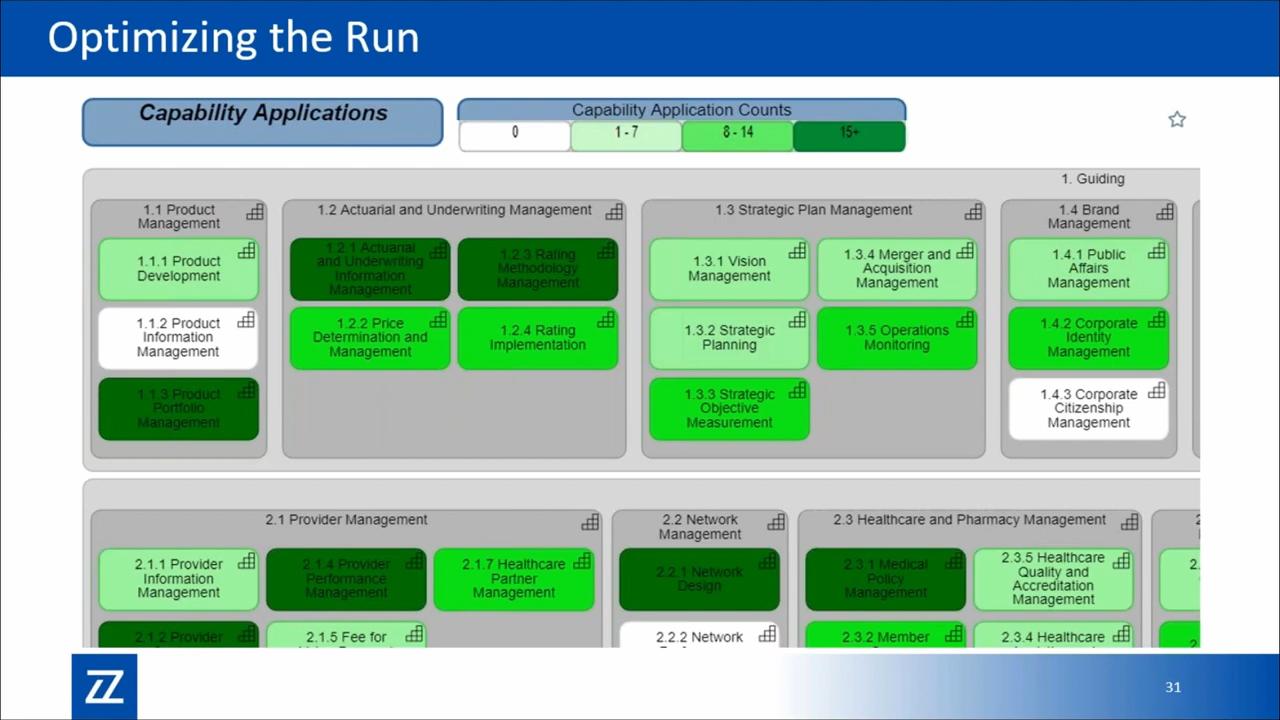 Optimizing the Run
Capability Applications
Capability Application Counts
0
1 - 7
8 - 14
15+
1. Guiding
1.1 Product
Management
1.1.1 Product
Development
1.1.2 Product
Information
Management
1.1.3 Product
Portfolio
Management
1.2 Actuarial and Underwriting Management
1.2.1 Actuarial
and Underwriting
Information
Management
1.2.3 Rating
Methodology
Management
1.2.2 Price
Determination and
Management
1.2.4 Rating
Implementation
1.3 Strategic Plan Management
1.3.1 Vision
Management
1.3.4 Merger and
Acquisition
Management
1.3.2 Strategic
Planning
1.3.5 Operations
Monitoring
1.3.3 Strategic
Objective
Measurement
1.4 Brand
Management
1.4.1 Public
Affairs
Management
1.4.2 Corporate
Identity
Management
1.4.3 Corporate
Citizenship
Management
2.1 Provider Management
2.1.1 Provider
Information
Management
2.1.4 Provider
Performance
Management
2.1.7 Healthcare
Partner
Management
2.1.2 Provider
2.1.5 Fee for
2.2 Network
Management
2.2.1 Network
Design
2.2.2 Network
2.3 Healthcare and Pharmacy Management
2.3.1 Medical
Policy
Management
2.3.5 Healthcare
Quality and
Accreditation
Management
2.3.2 Member
2.3.4 Healthcare
ZZ
31